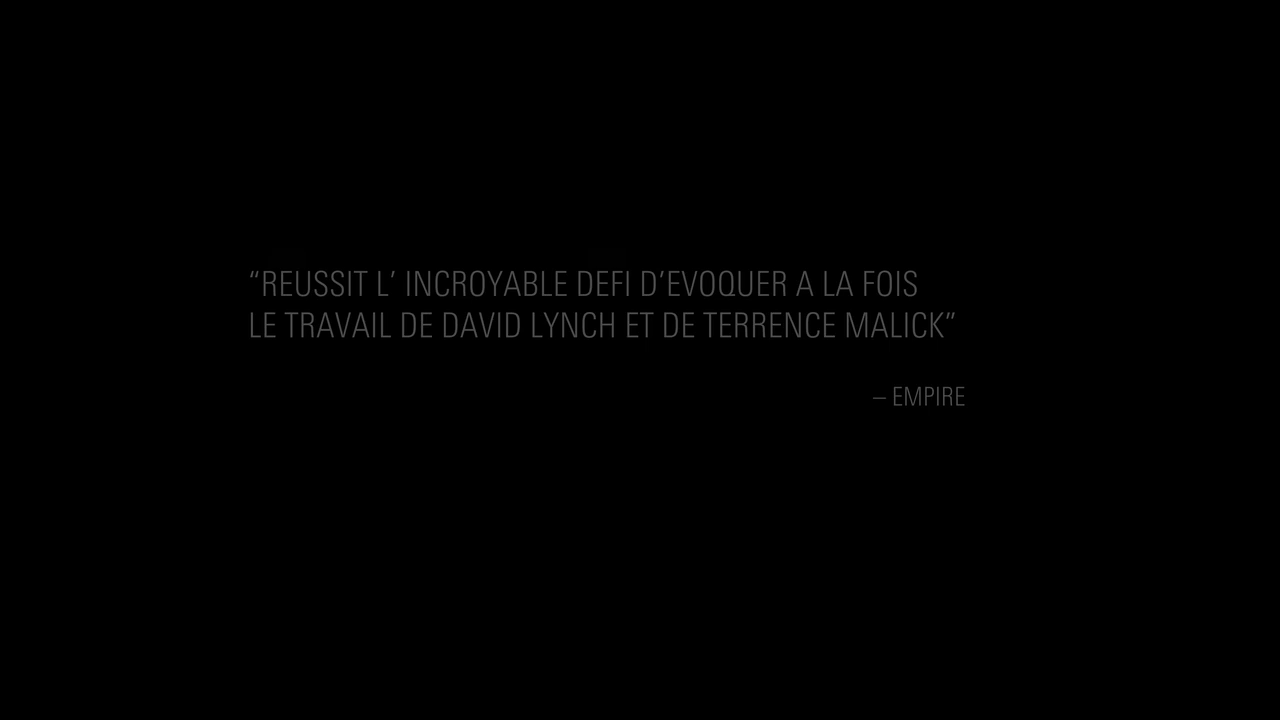 “REUSSIT L’ INCROYABLE DEFI D’EVOQUER A LA FOIS
LE TRAVAIL DE DAVID LYNCH ET DE TERRENCE MALICK”
– EMPIRE